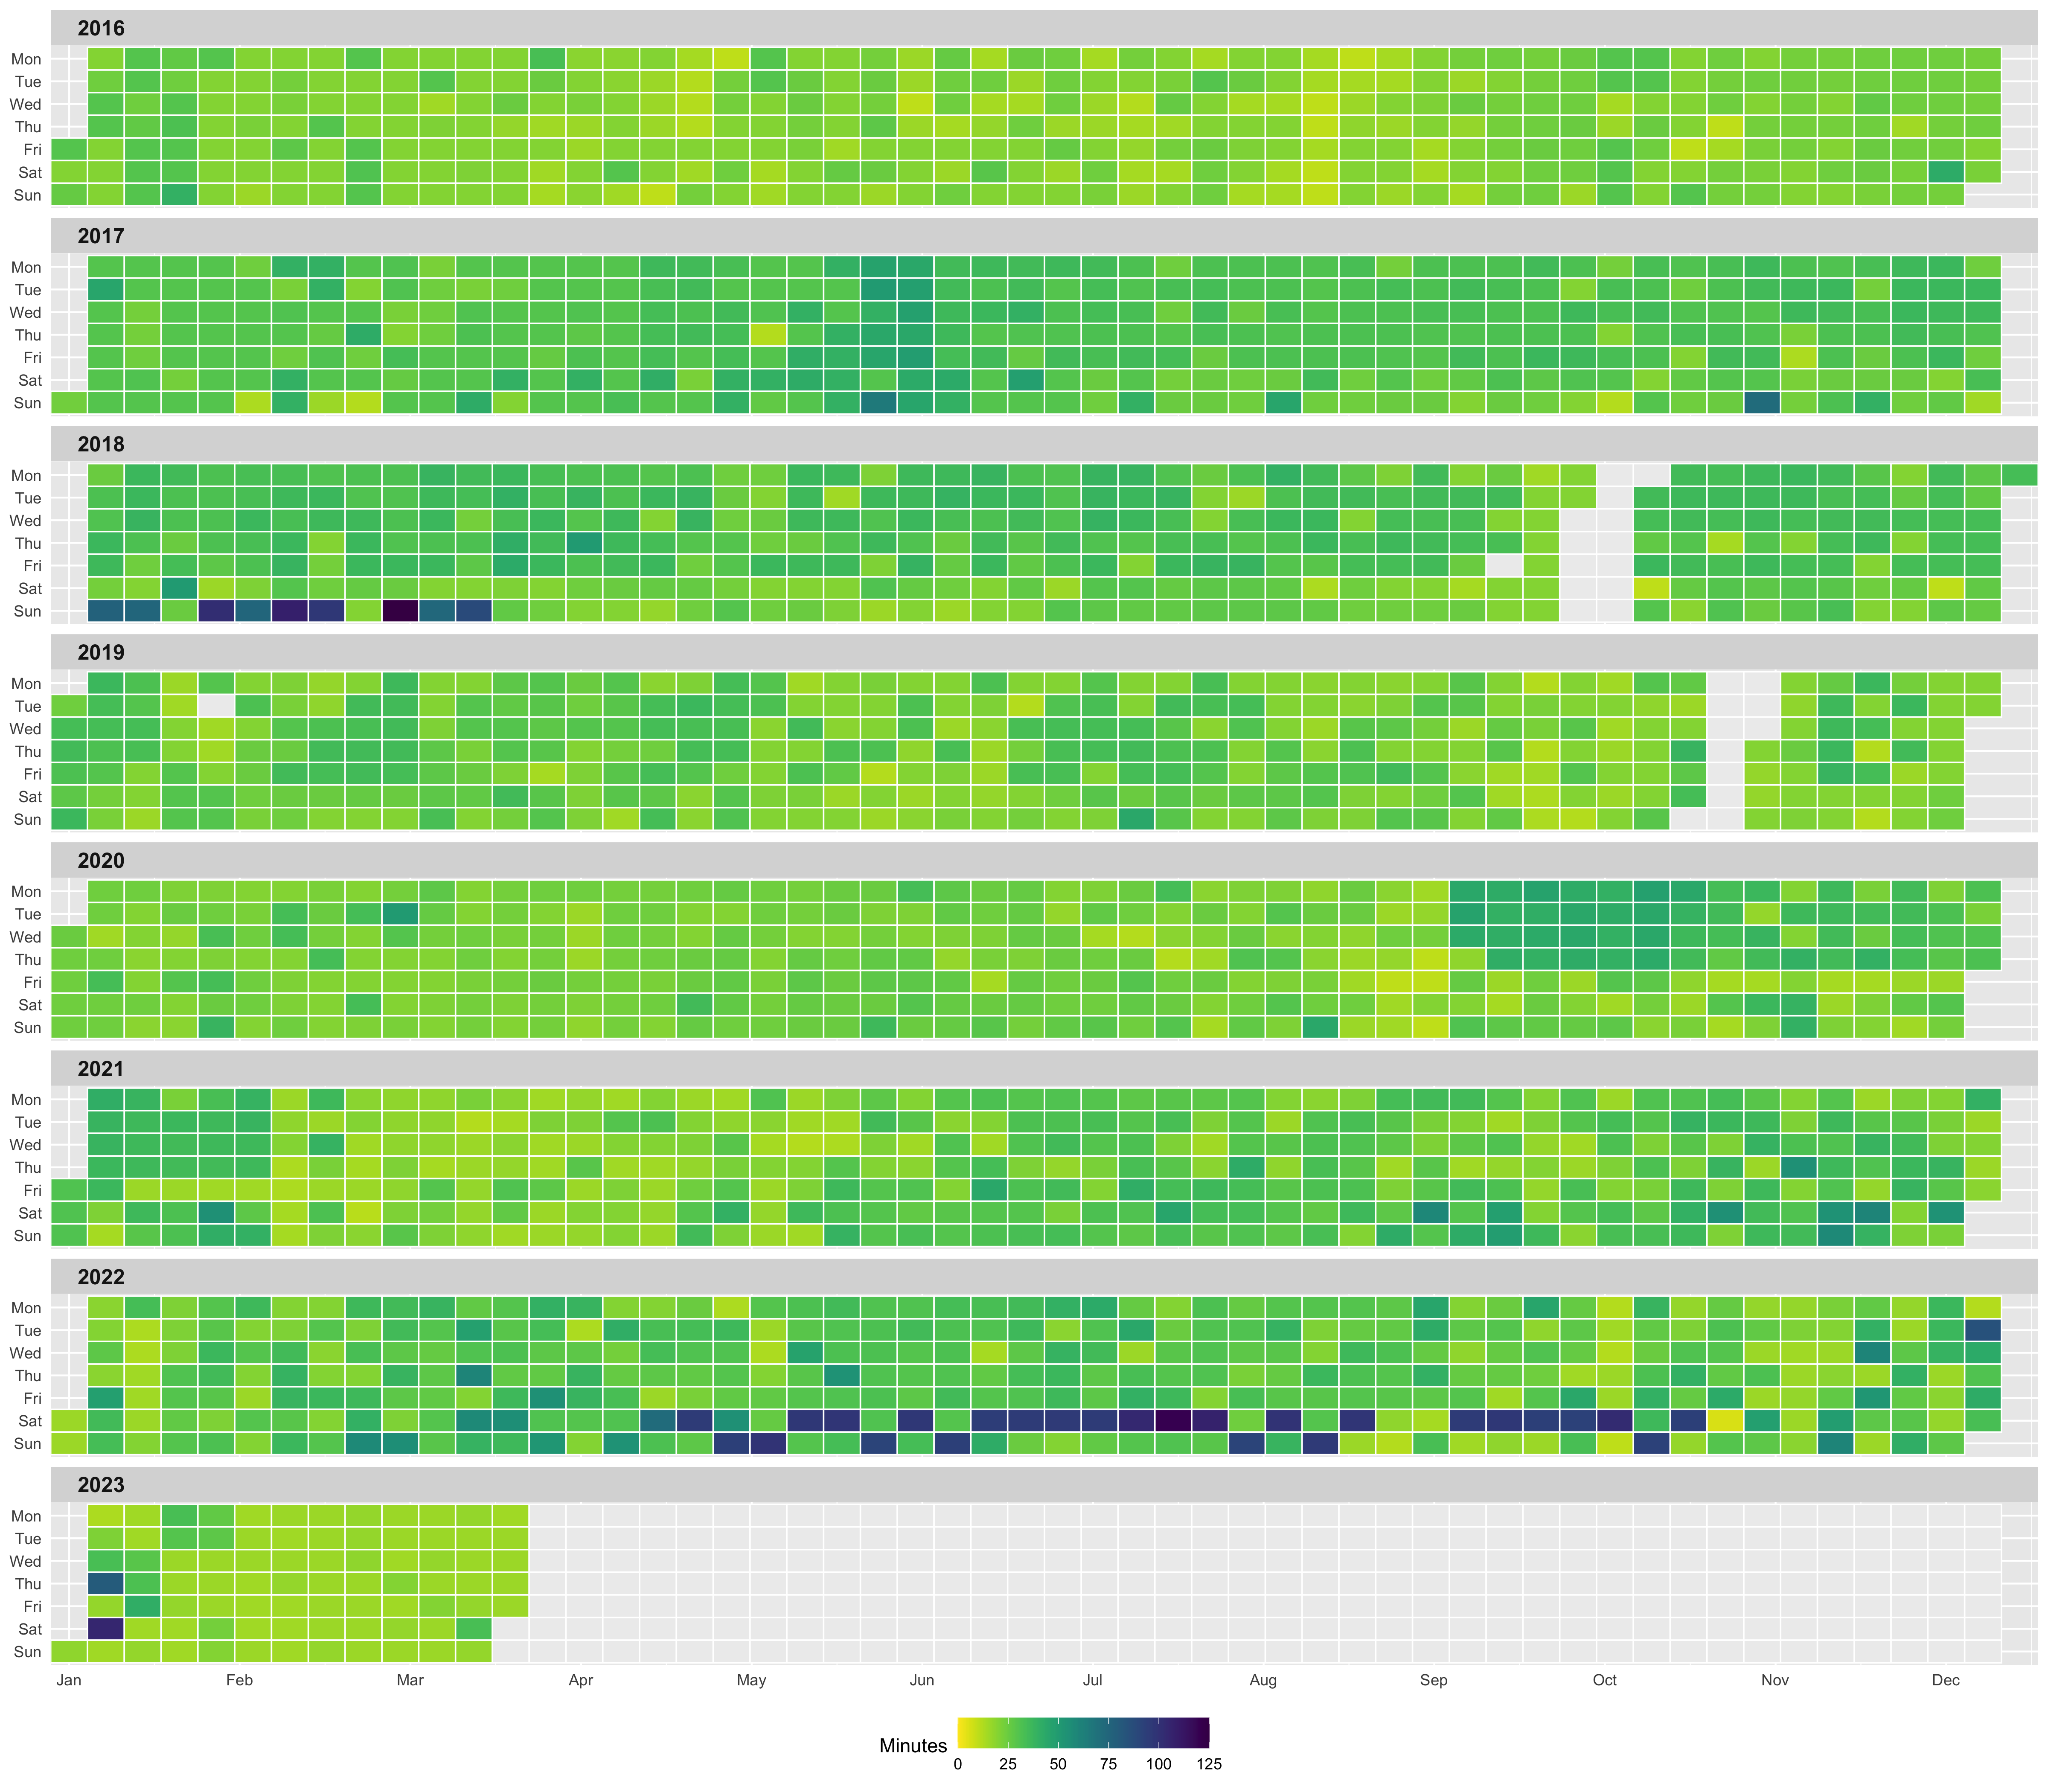 2016
Mon
Tue
Wed
Thu
Fri
Sat
Sun
2017
Mon
Tue
Wed
Thu
Fri
Sat
Sun
2018
Mon
Tue
Wed
Thu
Fri
Sat
Sun
2019
Mon
Tue
Wed
Thu
Fri
Sat
Sun
2020
Mon
Tue
Wed
Thu
Fri
Sat
Sun
2021
Mon
Tue
Wed
Thu
Fri
Sat
Sun
2022
Mon
Tue
Wed
Thu
Fri
Sat
Sun
2023
Mon
Tue
Wed
Thu
Fri
Sat
Sun
Jan Feb Mar Apr May Jun Jul Aug Sep Oct Nov Dec
Minutes
0 25 50 75 100 125